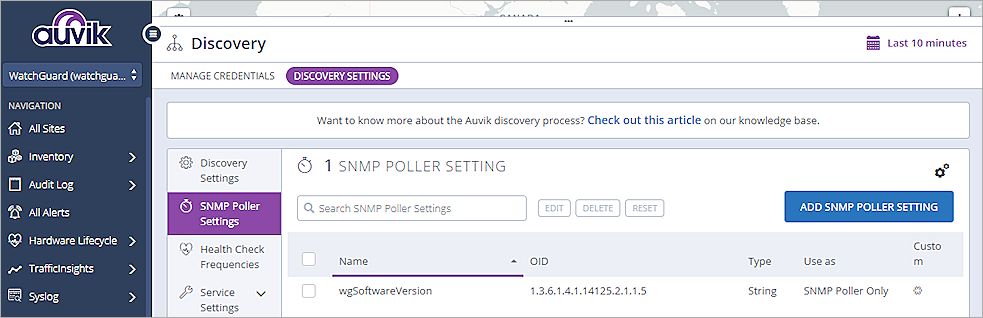 CANADA
auvik
Discovery
Last 10 minutes
WatchGuard (watchgua...
MANAGE CREDENTIALS
DISCOVERY SETTINGS
NAVIGATION
All Sites
Inventory
Audit Log
All Alerts
Hardware Lifecycle
TrafficInsights
Syslog
Want to know more about the Auvik discovery process? Check out this article on our knowledge base.
Discovery
Settings
SNMP Poller
Settings
Health Check
Frequencies
Service
Settings
1 SNMP POLLER SETTING
Search SNMP Poller Settings
EDIT
DELETE
RESET
ADD SNMP POLLER SETTING
Name
OID
Type
Use as
Custo
m
wgSoftwareVersion
1.3.6.1.4.1.14125.2.1.1.5
String
SNMP Poller Only